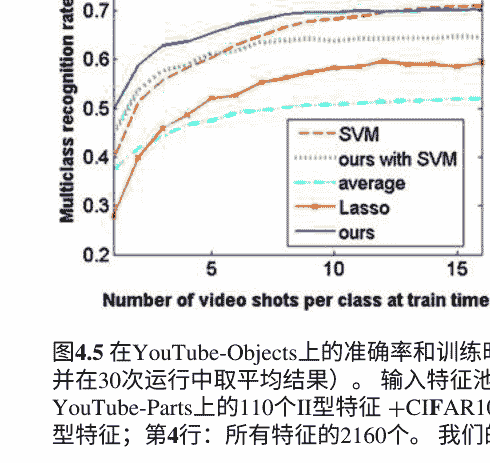 0.7
0.6
0.5
0.4
0.3
0.2
Multiclass recognition rate
SVM
ours with SVM
average
Lasso
ours
5 10 15
Number of video shots per class at train time
图4.5 在YouTube-Objects上的准确率和训练
并在30次运行中取平均结果）。 输入特征池
YouTube-Parts上的110个II型特征 +CIFAR10
型特征；第4行：所有特征的2160个。 我们的